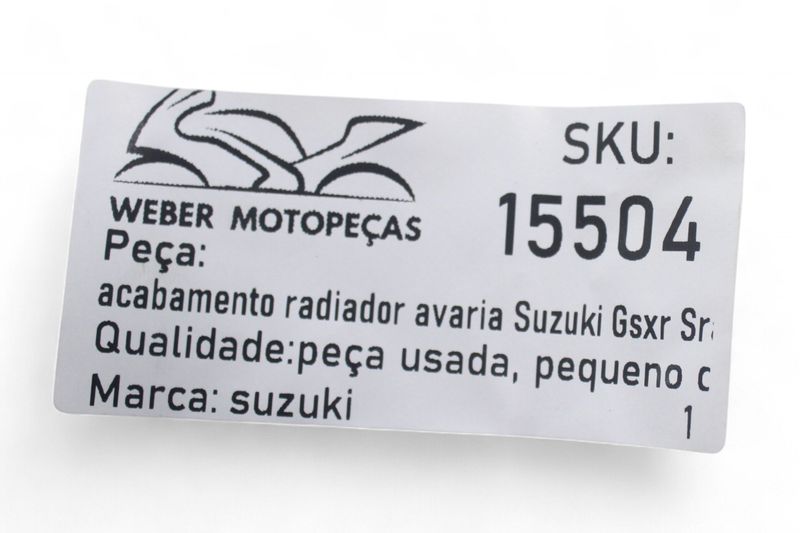 SKU:
15504
WEBER MOTOPEÇAS
Peça:
acabamento radiador avaria Suzuki Gsxr
Qualidade:peça usada, pequeno
Marca: suzuki
1